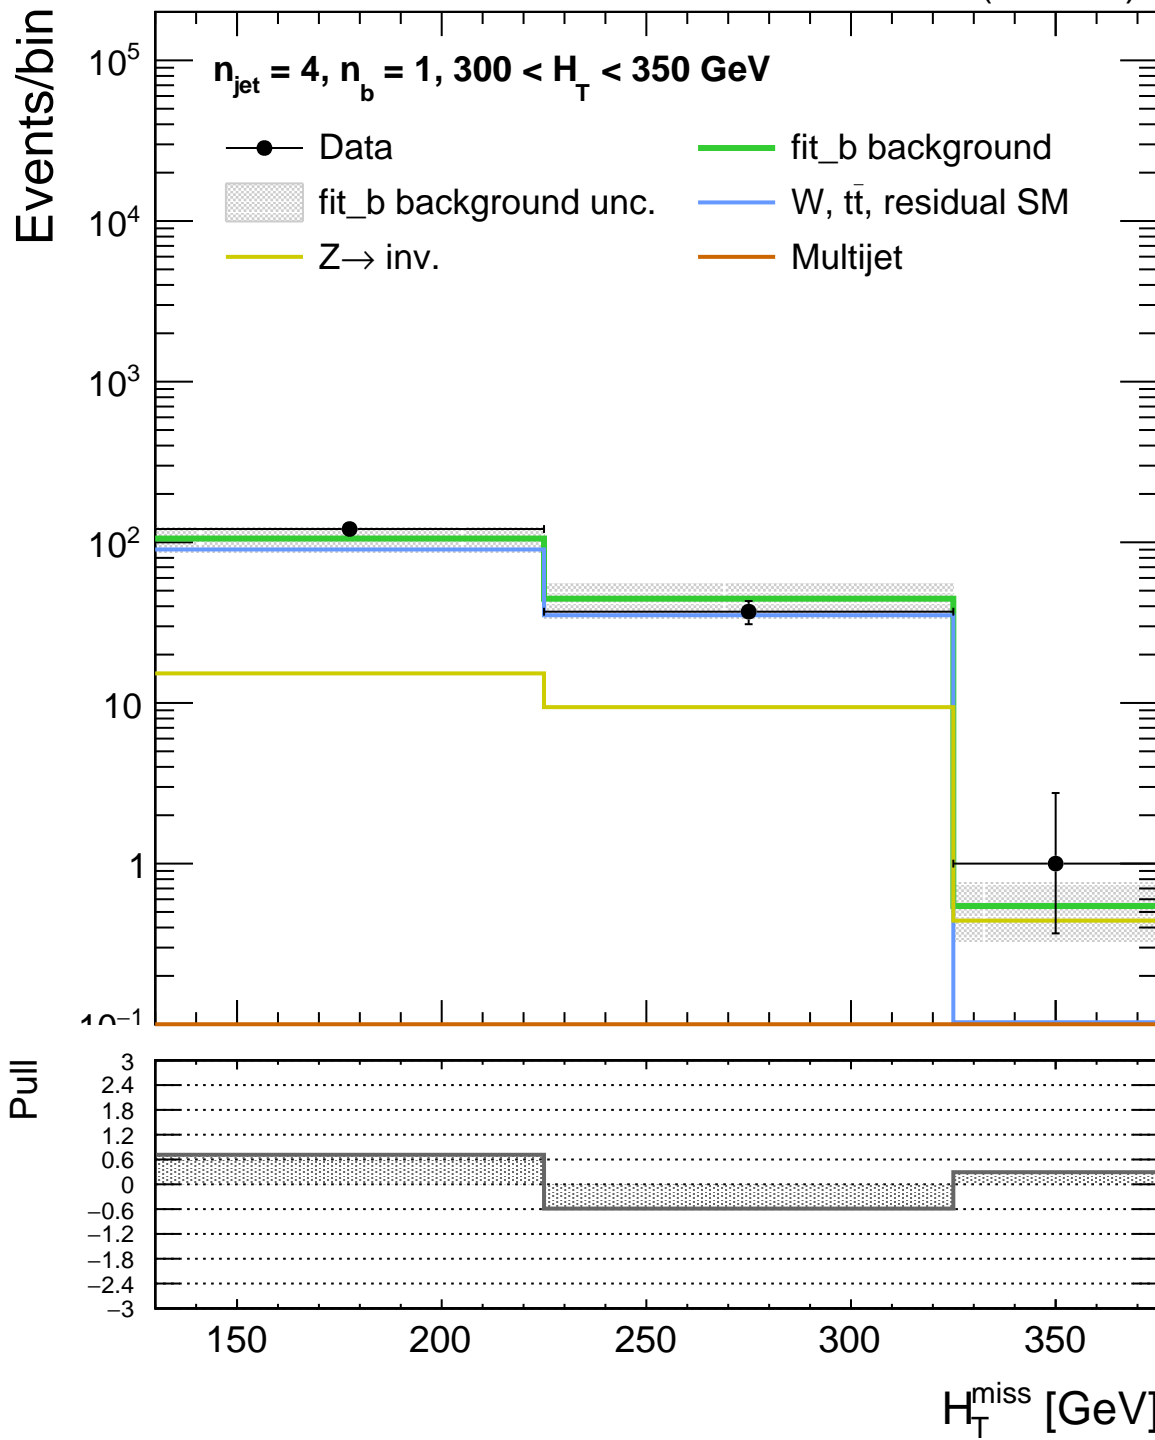 Events/bin
10^5
10^4
10^3
10^2
10
1
10^−1
n_jet = 4, n_b = 1, 300 < H_T < 350 GeV
Data
fit_b background
fit_b background unc.
W, tt̄, residual SM
Z→ inv.
Multijet
Pull
3
2.4
1.8
1.2
0.6
0
−0.6
−1.2
−1.8
−2.4
−3
150 200 250 300 350
H_T^miss [GeV]